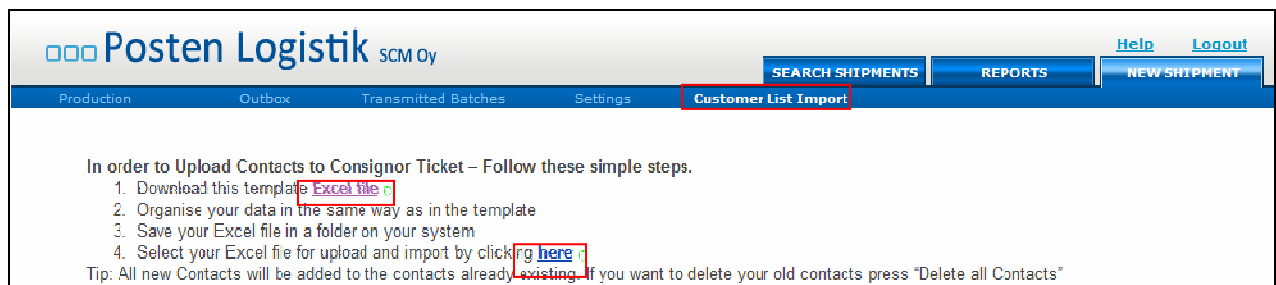 Posten Logistik SCM Oy
Help Logout
SEARCH SHIPMENTS REPORTS NEW SHIPMENT
Production Outbox Transmitted Batches Settings Customer List Import
In order to Upload Contacts to Consignor Ticket – Follow these simple steps.
1. Download this template Excel file
2. Organise your data in the same way as in the template
3. Save your Excel file in a folder on your system
4. Select your Excel file for upload and import by clicking here
Tip: All new Contacts will be added to the contacts already existing. If you want to delete your old contacts press “Delete all Contacts”